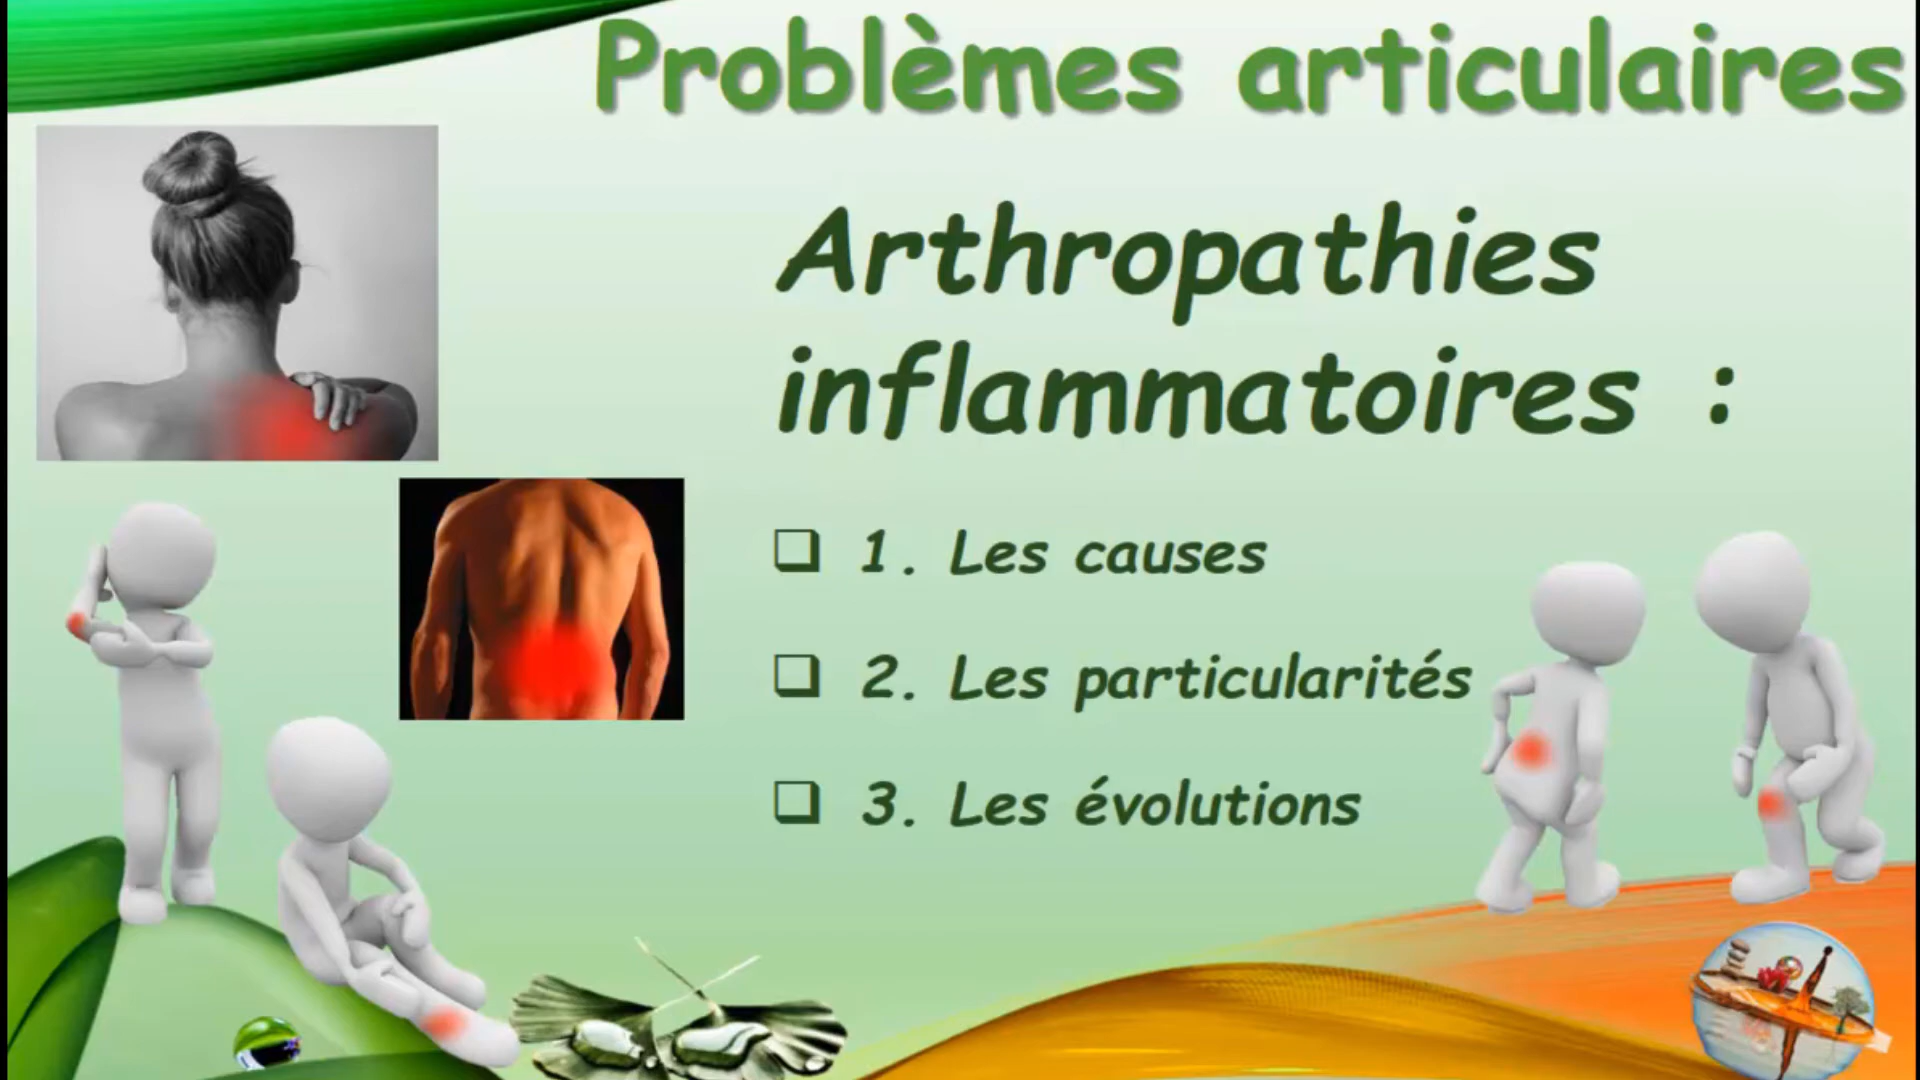 Problèmes articulaires
Arthropathies
inflammatoires :
❑ 1. Les causes
❑ 2. Les particularités
❑ 3. Les évolutions